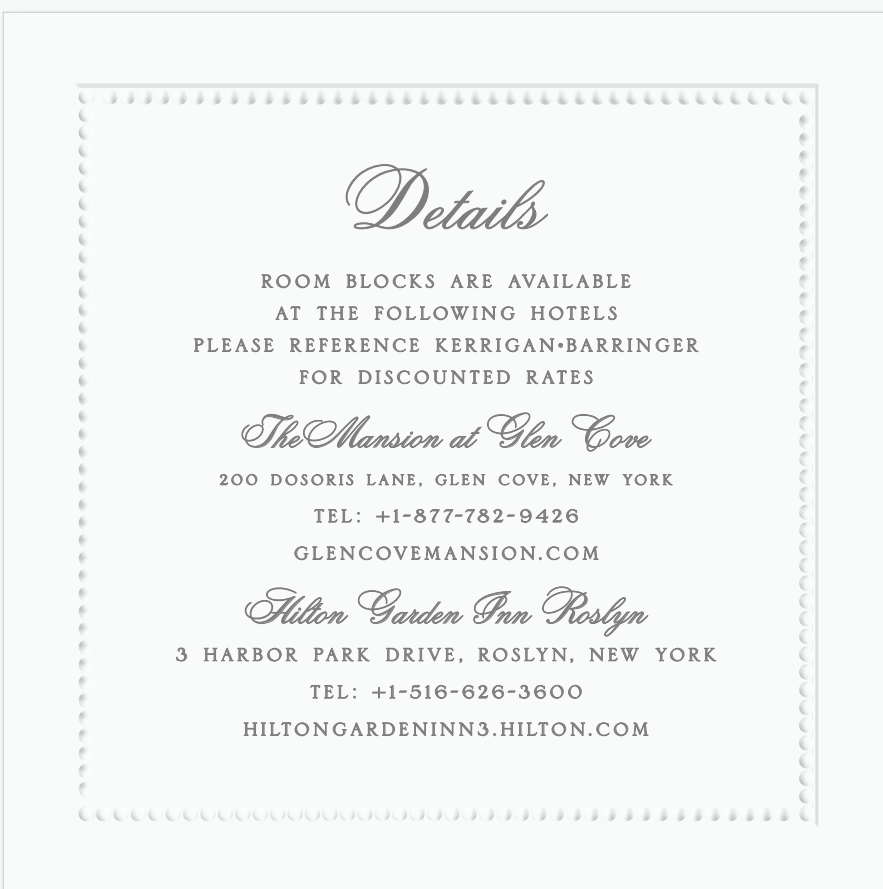 Details
ROOM BLOCKS ARE AVAILABLE
AT THE FOLLOWING HOTELS
PLEASE REFERENCE KERRIGAN•BARRINGER
FOR DISCOUNTED RATES
The Mansion at Glen Cove
200 DOSORIS LANE, GLEN COVE, NEW YORK
TEL: +1-877-782-9426
GLENCOVEMANSION.COM
Hilton Garden Inn Roslyn
3 HARBOR PARK DRIVE, ROSLYN, NEW YORK
TEL: +1-516-626-3600
HILTONGARDENINN3.HILTON.COM